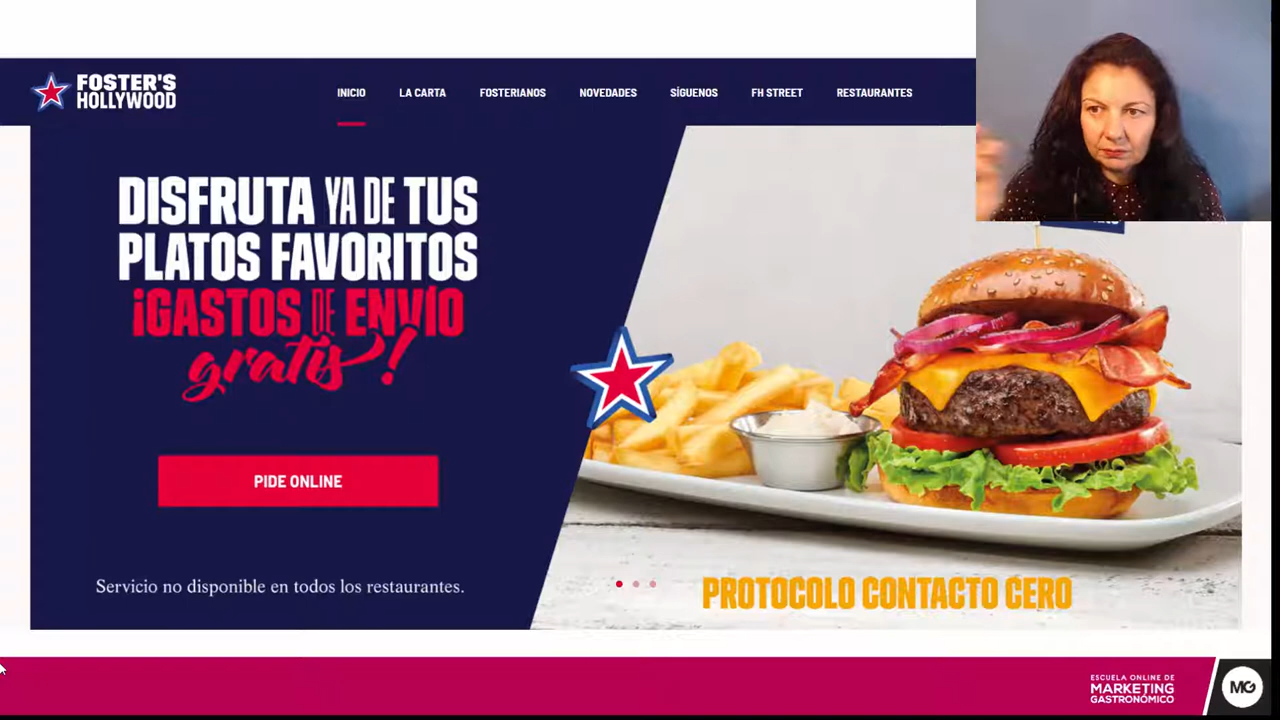 FOSTER'S
HOLLYWOOD
INICIO
LA CARTA
FOSTERIANOS
NOVEDADES
SÍGUENOS
FH STREET
RESTAURANTES
DISFRUTA YA DE TUS
PLATOS FAVORITOS
¡GASTOS DE ENVÍO
gratis!
PIDE ONLINE
Servicio no disponible en todos los restaurantes.
PROTOCOLO CONTACTO CERO
ESCUELA ONLINE DE
MARKETING
GASTRONÓMICO
MG